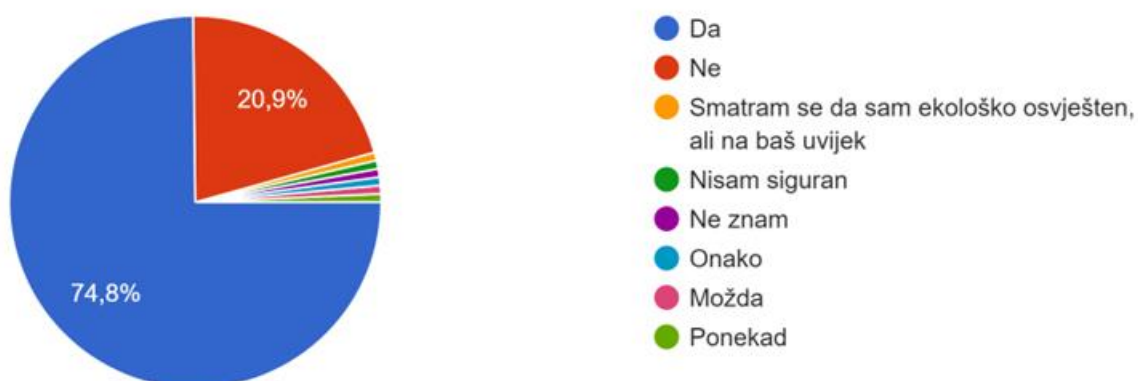 20,9%
74,8%
Da
Ne
Smatram se da sam ekološko osvješten,
ali na baš uvijek
Nisam siguran
Ne znam
Onako
Možda
Ponekad